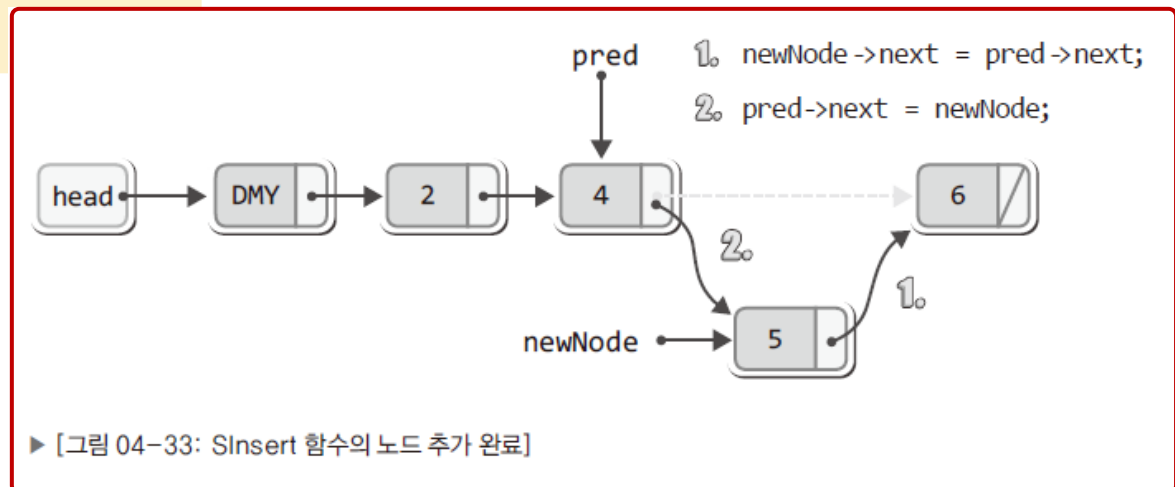 pred
1. newNode->next = pred->next;
2. pred->next = newNode;
head
DMY
2
4
6
2.
1.
newNode
5
▶ [그림 04-33: SInsert 함수의 노드 추가 완료]